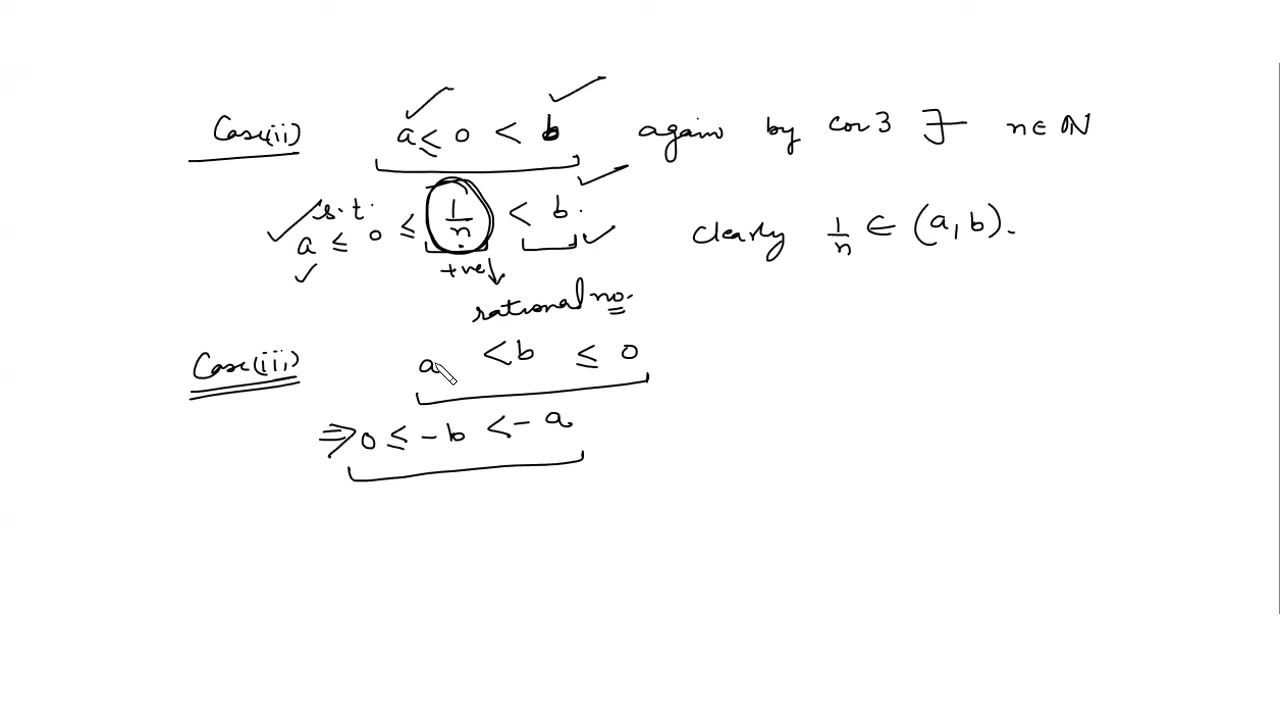 Case(ii) a ≤ 0 < b again by cor 3 ∃ n ∈ ℕ
s.t.
a ≤ 0 ≤ 1/n < b. clearly 1/n ∈ (a, b).
+ve
rational no.
Case(iii) a < b ≤ 0
⇒ 0 ≤ -b < -a